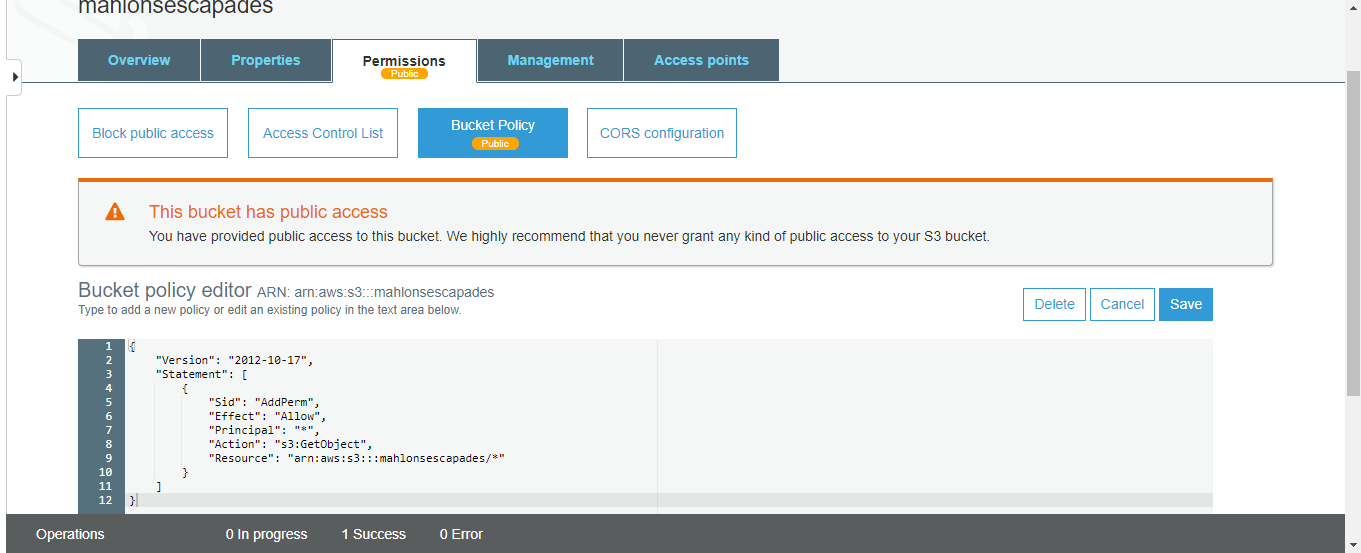 mahlonsescapades
Overview Properties Permissions Management Access points
Public
Block public access Access Control List Bucket Policy CORS configuration
Public
This bucket has public access
You have provided public access to this bucket. We highly recommend that you never grant any kind of public access to your S3 bucket.
Bucket policy editor ARN: arn:aws:s3:::mahlonsescapades
Type to add a new policy or edit an existing policy in the text area below.
Delete Cancel Save
1 {
2 "Version": "2012-10-17",
3 "Statement": [
4 {
5 "Sid": "AddPerm",
6 "Effect": "Allow",
7 "Principal": "*",
8 "Action": "s3:GetObject",
9 "Resource": "arn:aws:s3:::mahlonsescapades/*"
10 }
11 ]
12 }
Operations 0 In progress 1 Success 0 Error